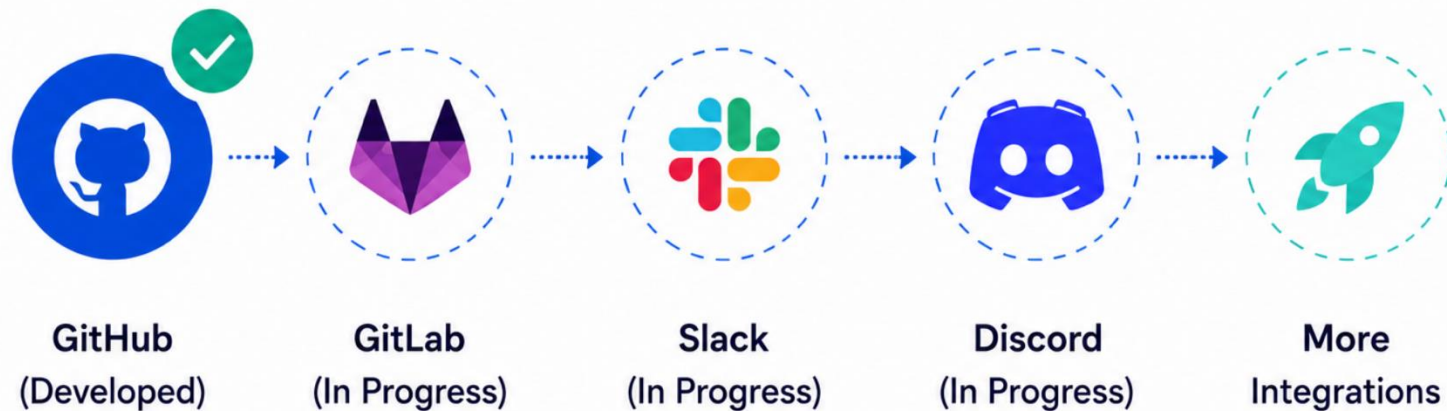 GitHub
(Developed)
GitLab
(In Progress)
Slack
(In Progress)
Discord
(In Progress)
More
Integrations